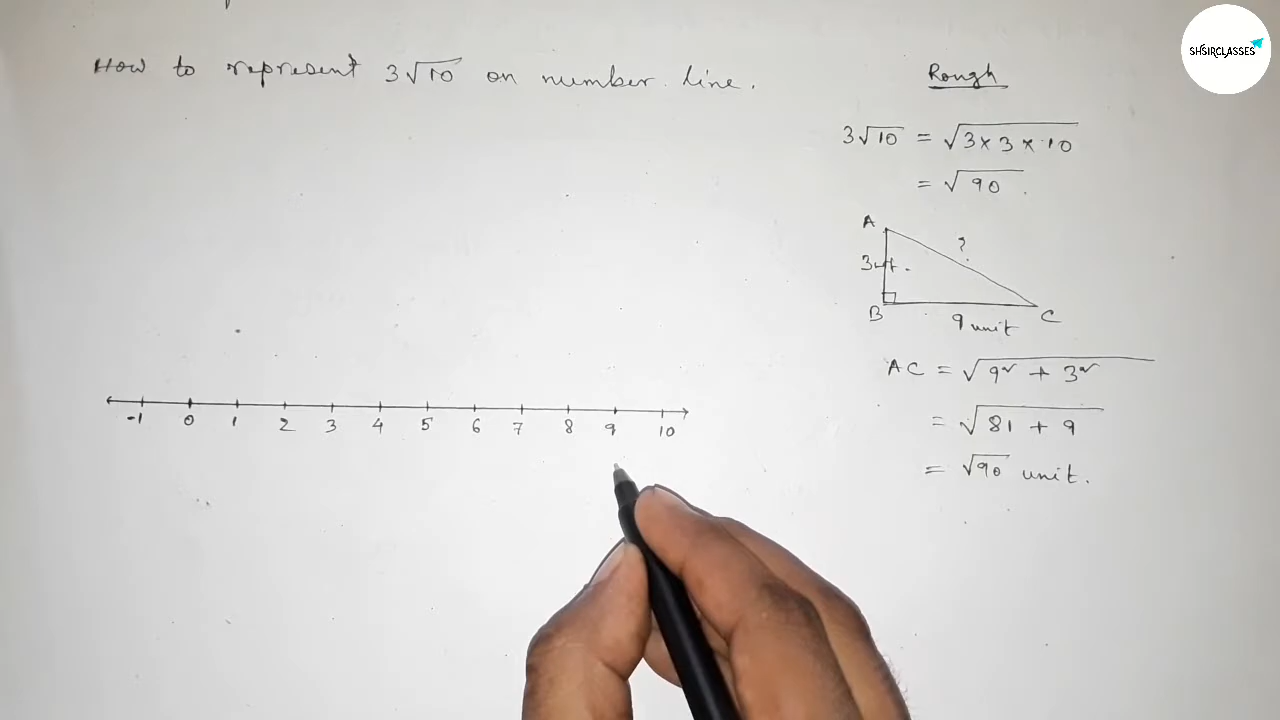 How to represent 3√10 on number line.
SHSIRCLASSES
Rough
3√10 = √3×3×10
= √90.
A
?
3ut.
B
C
9 unit
AC = √9² + 3²
= √81 + 9
= √90 unit.
-1 0 1 2 3 4 5 6 7 8 9 10